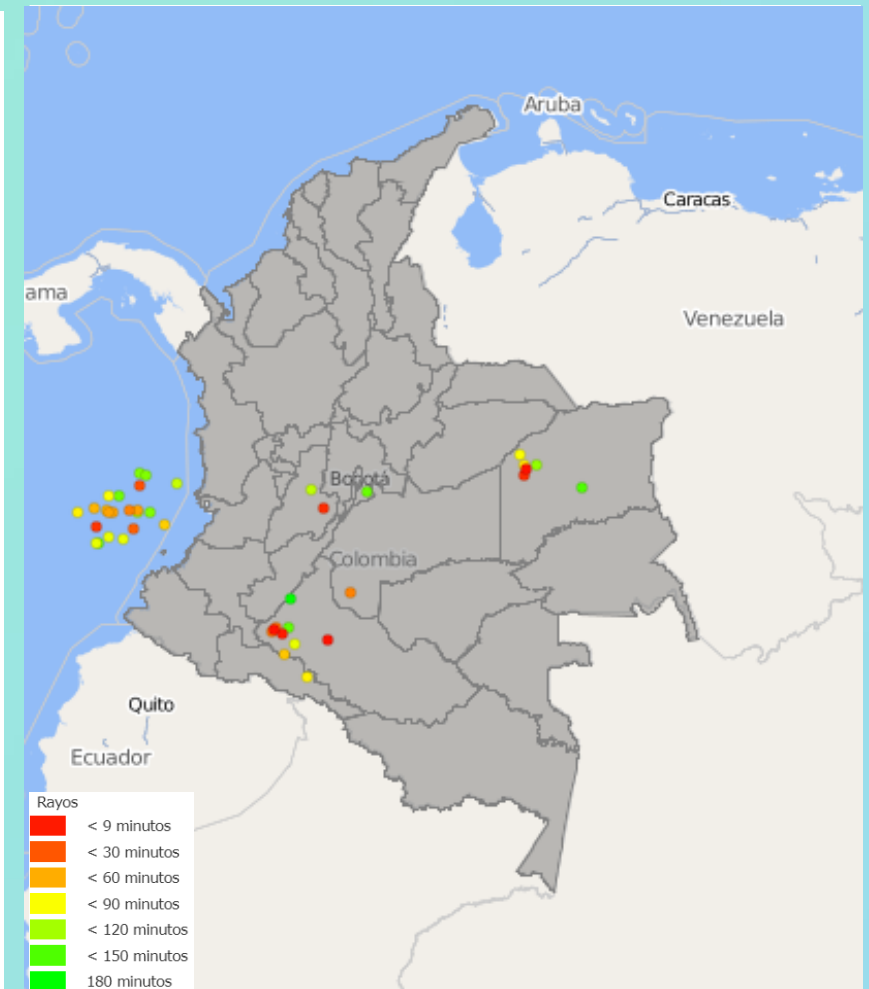 Aruba
Caracas
ama
Venezuela
Bogotá
Colombia
Quito
Ecuador
Rayos
< 9 minutos
< 30 minutos
< 60 minutos
< 90 minutos
< 120 minutos
< 150 minutos
180 minutos